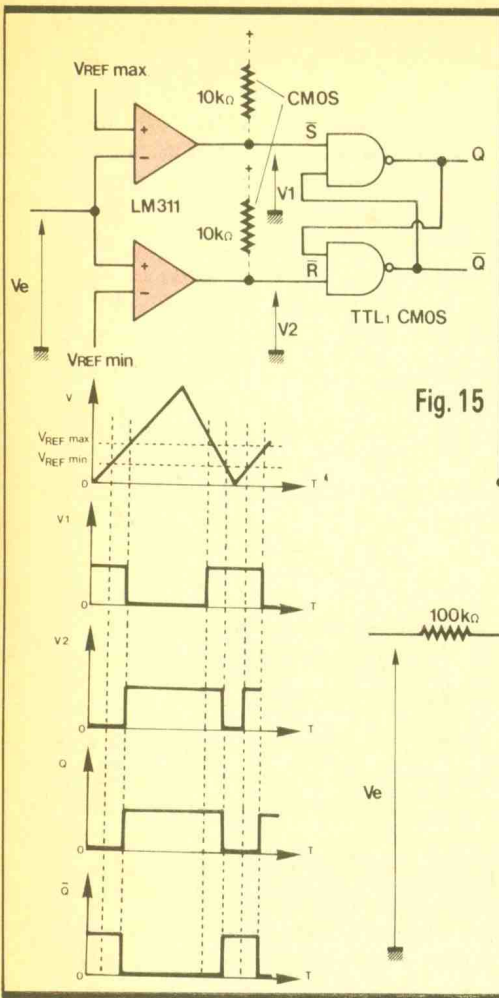 +
VREF max.
10kΩ
CMOS
+
-
S̅
Q
LM311
V1
10kΩ
+
-
R̅
Q̅
Ve
V2
TTL₁ CMOS
VREF min
Fig. 15
V
VREF max
VREF min
0
T
V1
0
T
100kΩ
V2
0
T
Q
Ve
0
T
Q̅
0
T